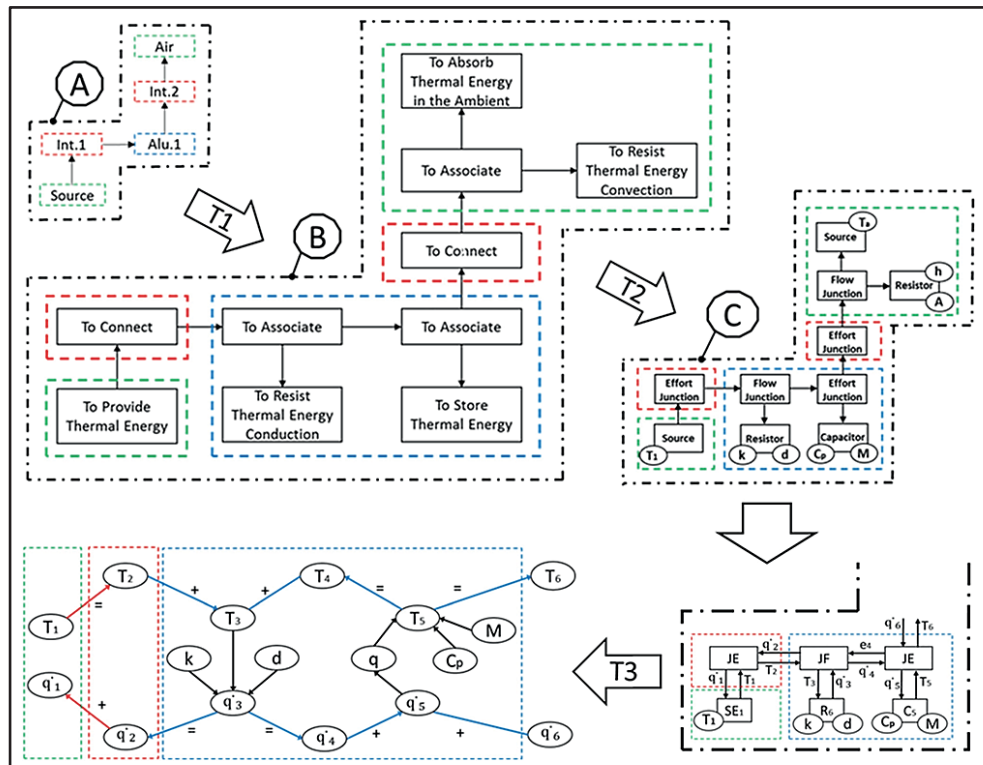 A
Air
Int.2
Int.1
Alu.1
Source
T1
B
To Absorb
Thermal Energy
in the Ambient
To Associate
To Resist
Thermal Energy
Convection
To Connect
To Connect
To Associate
To Associate
To Provide
Thermal Energy
To Resist
Thermal Energy
Conduction
To Store
Thermal Energy
T2
C
Ta
Source
Flow
Junction
Resistor
h
A
Effort
Junction
Effort
Junction
Flow
Junction
Effort
Junction
Source
T1
Resistor
k
d
Capacitor
Cp
M
T3
T1
=
T2
+
T3
+
T4
=
T5
=
T6
k
d
q
Cp
M
q˙1
+
q˙2
=
q˙3
=
q˙4
+
q˙5
+
q˙6
q˙6
T6
JE
q˙2
T2
JF
e4
q˙4
JE
q˙1
T1
T3
q˙3
q˙5
T5
SE1
T1
R6
k
d
C5
Cp
M